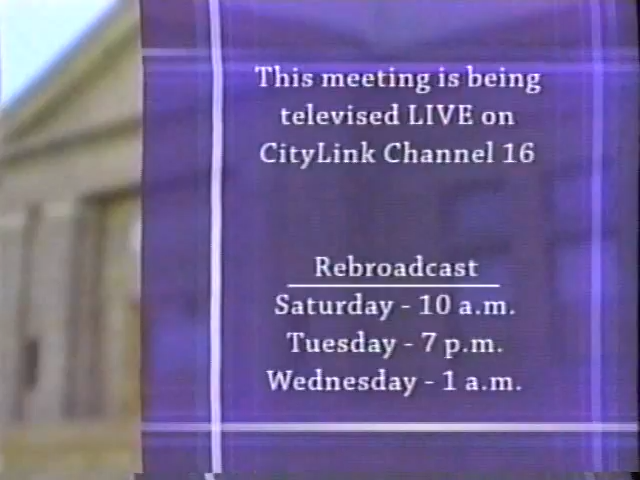 This meeting is being
televised LIVE on
CityLink Channel 16
Rebroadcast
Saturday - 10 a.m.
Tuesday - 7 p.m.
Wednesday - 1 a.m.